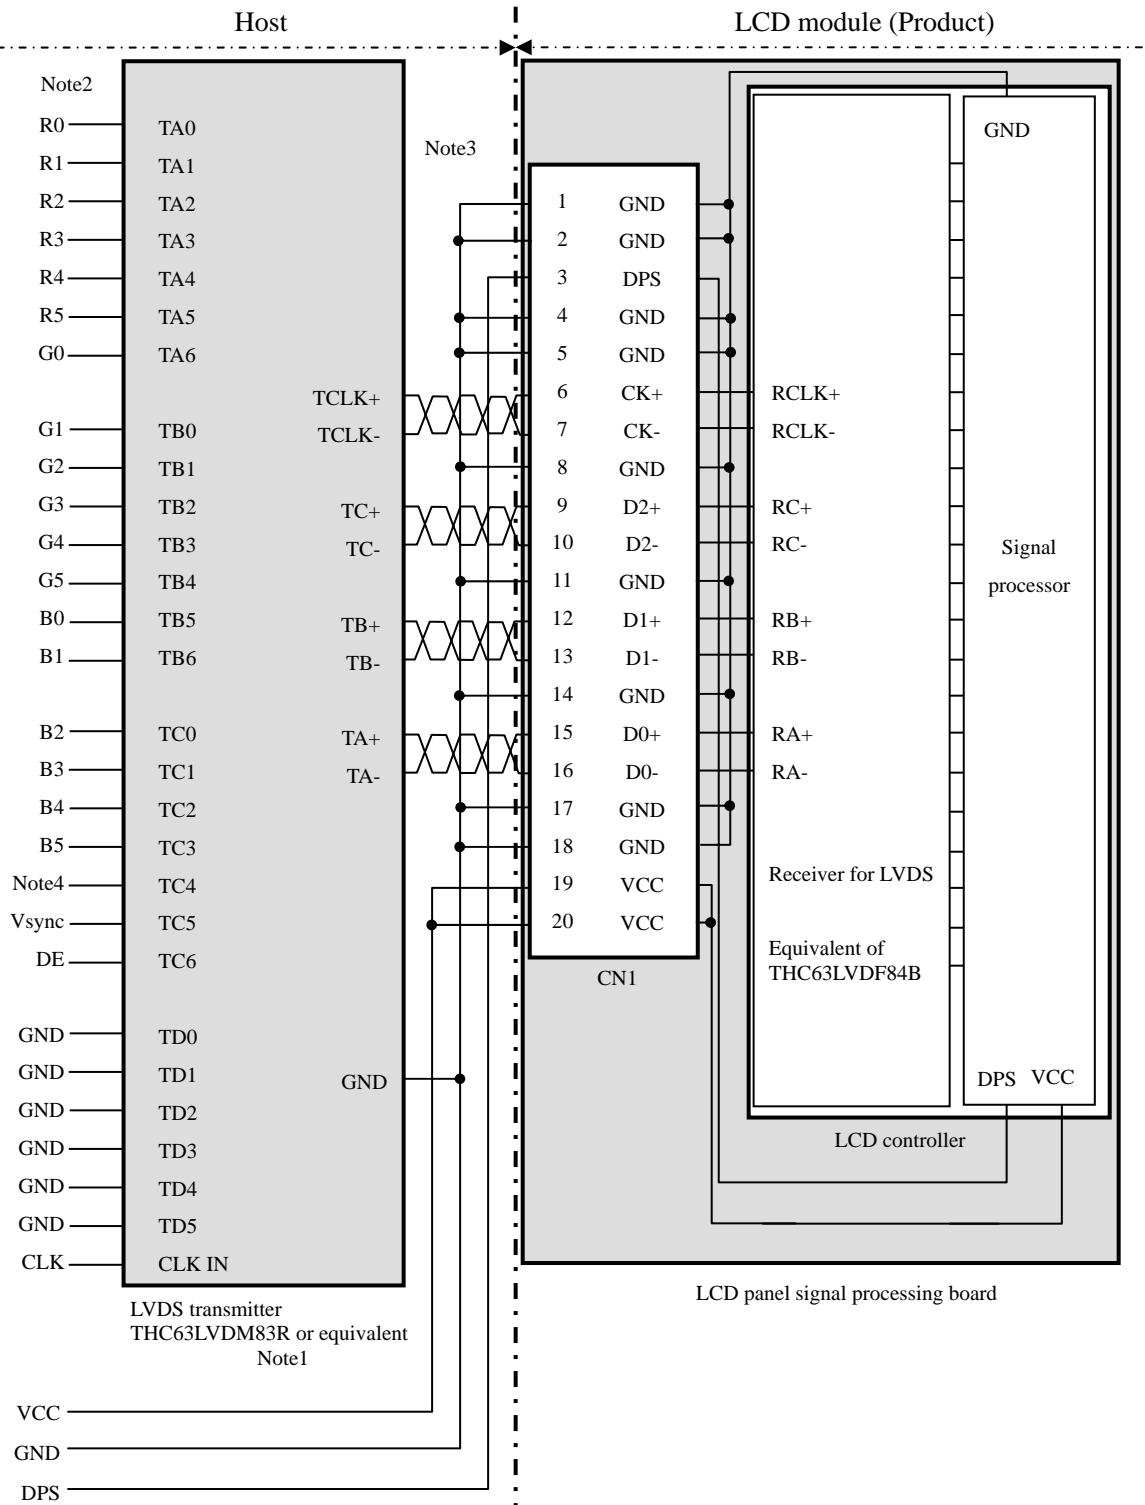 Host
LCD module (Product)
Note2
R0 TA0
R1 TA1
R2 TA2
R3 TA3
R4 TA4
R5 TA5
G0 TA6
TCLK+
G1 TB0 TCLK-
G2 TB1
G3 TB2 TC+
G4 TB3 TC-
G5 TB4
B0 TB5 TB+
B1 TB6 TB-
B2 TC0 TA+
B3 TC1 TA-
B4 TC2
B5 TC3
Note4 TC4
Vsync TC5
DE TC6
GND TD0
GND TD1 GND
GND TD2
GND TD3
GND TD4
GND TD5
CLK CLK IN
LVDS transmitter
THC63LVDM83R or equivalent
Note1
VCC
GND
DPS
Note3
1 GND
2 GND
3 DPS
4 GND
5 GND
6 CK+
7 CK-
8 GND
9 D2+
10 D2-
11 GND
12 D1+
13 D1-
14 GND
15 D0+
16 D0-
17 GND
18 GND
19 VCC
20 VCC
CN1
RCLK+
RCLK-
RC+
RC-
RB+
RB-
RA+
RA-
Receiver for LVDS
Equivalent of
THC63LVDF84B
GND
Signal
processor
DPS VCC
LCD controller
LCD panel signal processing board